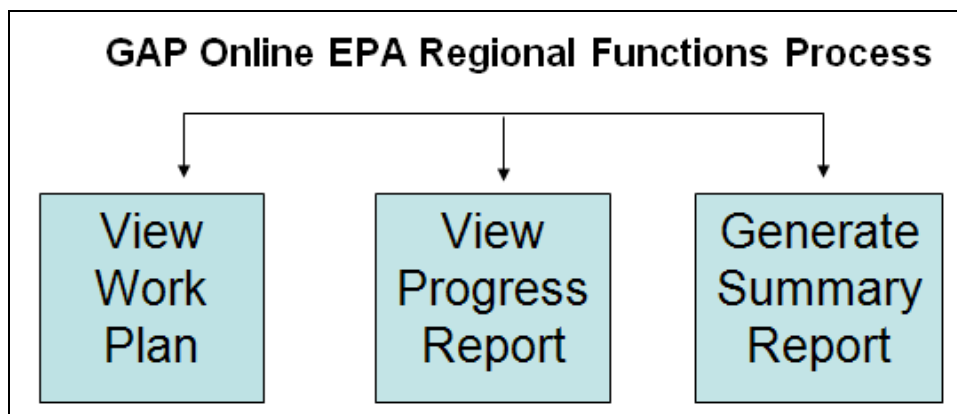 GAP Online EPA Regional Functions Process
View
Work
Plan
View
Progress
Report
Generate
Summary
Report